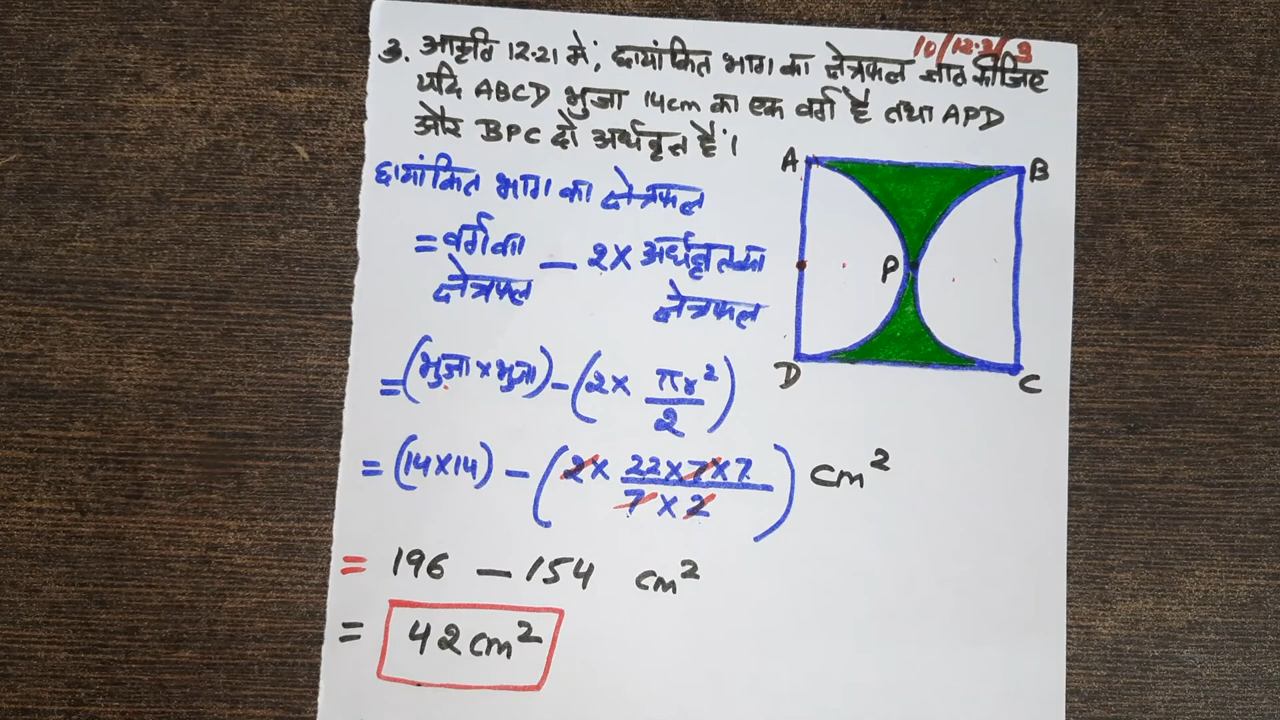 10/12.3/3
3. आकृति 12.21 में, छायांकित भाग का क्षेत्रफल ज्ञात कीजिए
यदि ABCD भुजा 14cm का एक वर्ग है तथा APD
और BPC दो अर्धवृत्त हैं।
छायांकित भाग का क्षेत्रफल
= वर्ग का क्षेत्रफल — 2 × अर्धवृत्त का क्षेत्रफल
= (भुजा × भुजा) - (2 × πr²/2)
= (14×14) - (2 × 22×7×7/7×2) cm²
= 196 — 154 cm²
= 42 cm²
A
B
P
D
C